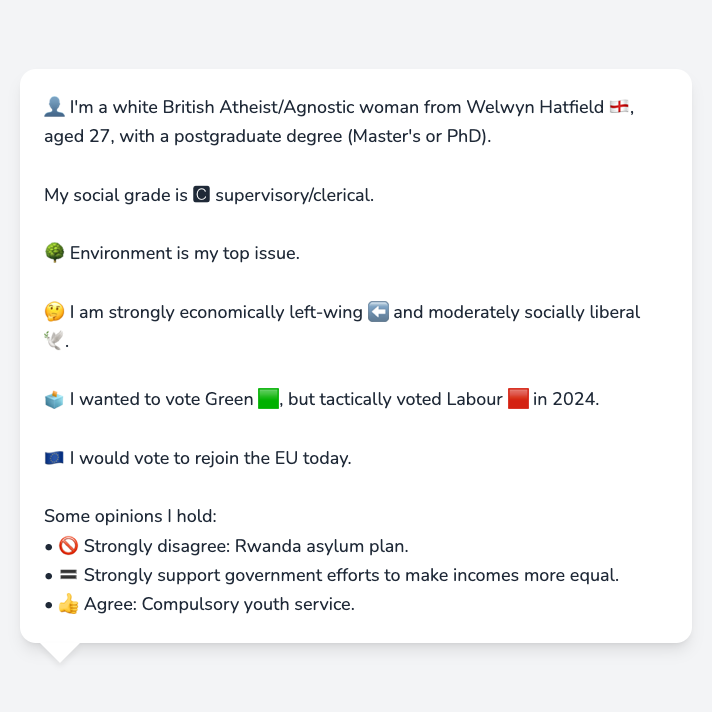 👤 I'm a white British Atheist/Agnostic woman from Welwyn Hatfield 🏴󠁧󠁢󠁥󠁮󠁧󠁿,
aged 27, with a postgraduate degree (Master's or PhD).
My social grade is 🅲 supervisory/clerical.
🌳 Environment is my top issue.
🤔 I am strongly economically left-wing ⬅️ and moderately socially liberal
🕊️.
🗳️ I wanted to vote Green 🟩, but tactically voted Labour 🟥 in 2024.
🇪🇺 I would vote to rejoin the EU today.
Some opinions I hold:
• 🚫 Strongly disagree: Rwanda asylum plan.
• 🟰 Strongly support government efforts to make incomes more equal.
• 👍 Agree: Compulsory youth service.